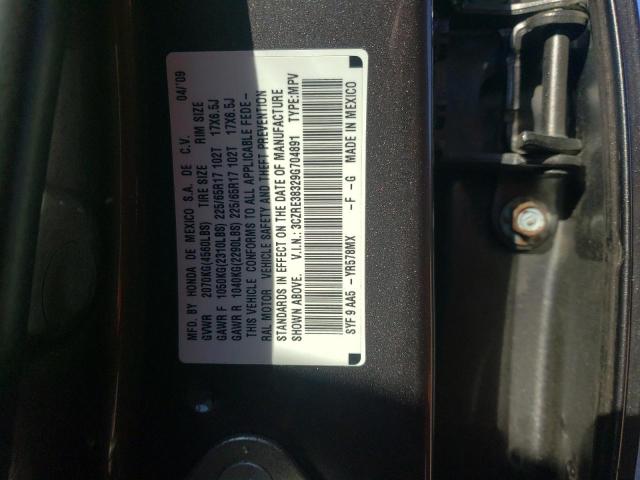 MFD. BY HONDA DE MEXICO S.A. DE C.V. 04/'09
GVWR 2070KG(4560LBS) TIRE SIZE RIM SIZE
GAWR F 1050KG(2310LBS) 225/65R17 102T 17X6.5J
GAWR R 1040KG(2290LBS) 225/65R17 102T 17X6.5J
THIS VEHICLE CONFORMS TO ALL APPLICABLE FEDE-
RAL MOTOR VEHICLE SAFETY AND THEFT PREVENTION
STANDARDS IN EFFECT ON THE DATE OF MANUFACTURE
SHOWN ABOVE. V.I.N.: 3CZRE38329G704891 TYPE:MPV
SYF9AA5 -YR578MX -F -G MADE IN MEXICO